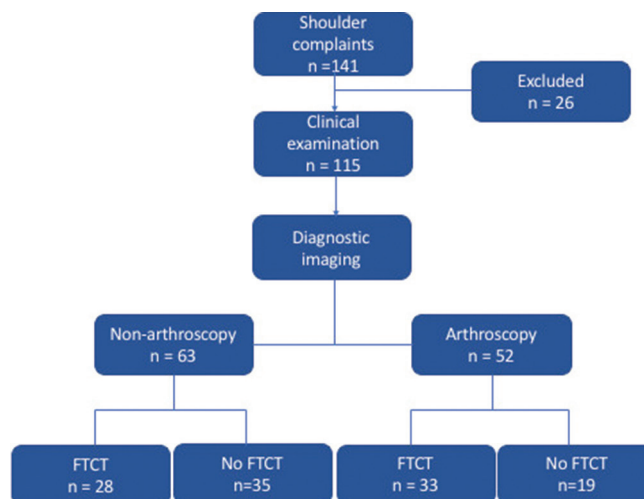 Shoulder
complaints
n =141
Excluded
n = 26
Clinical
examination
n = 115
Diagnostic
imaging
Non-arthroscopy
n = 63
Arthroscopy
n = 52
FTCT
n = 28
No FTCT
n=35
FTCT
n = 33
No FTCT
n=19